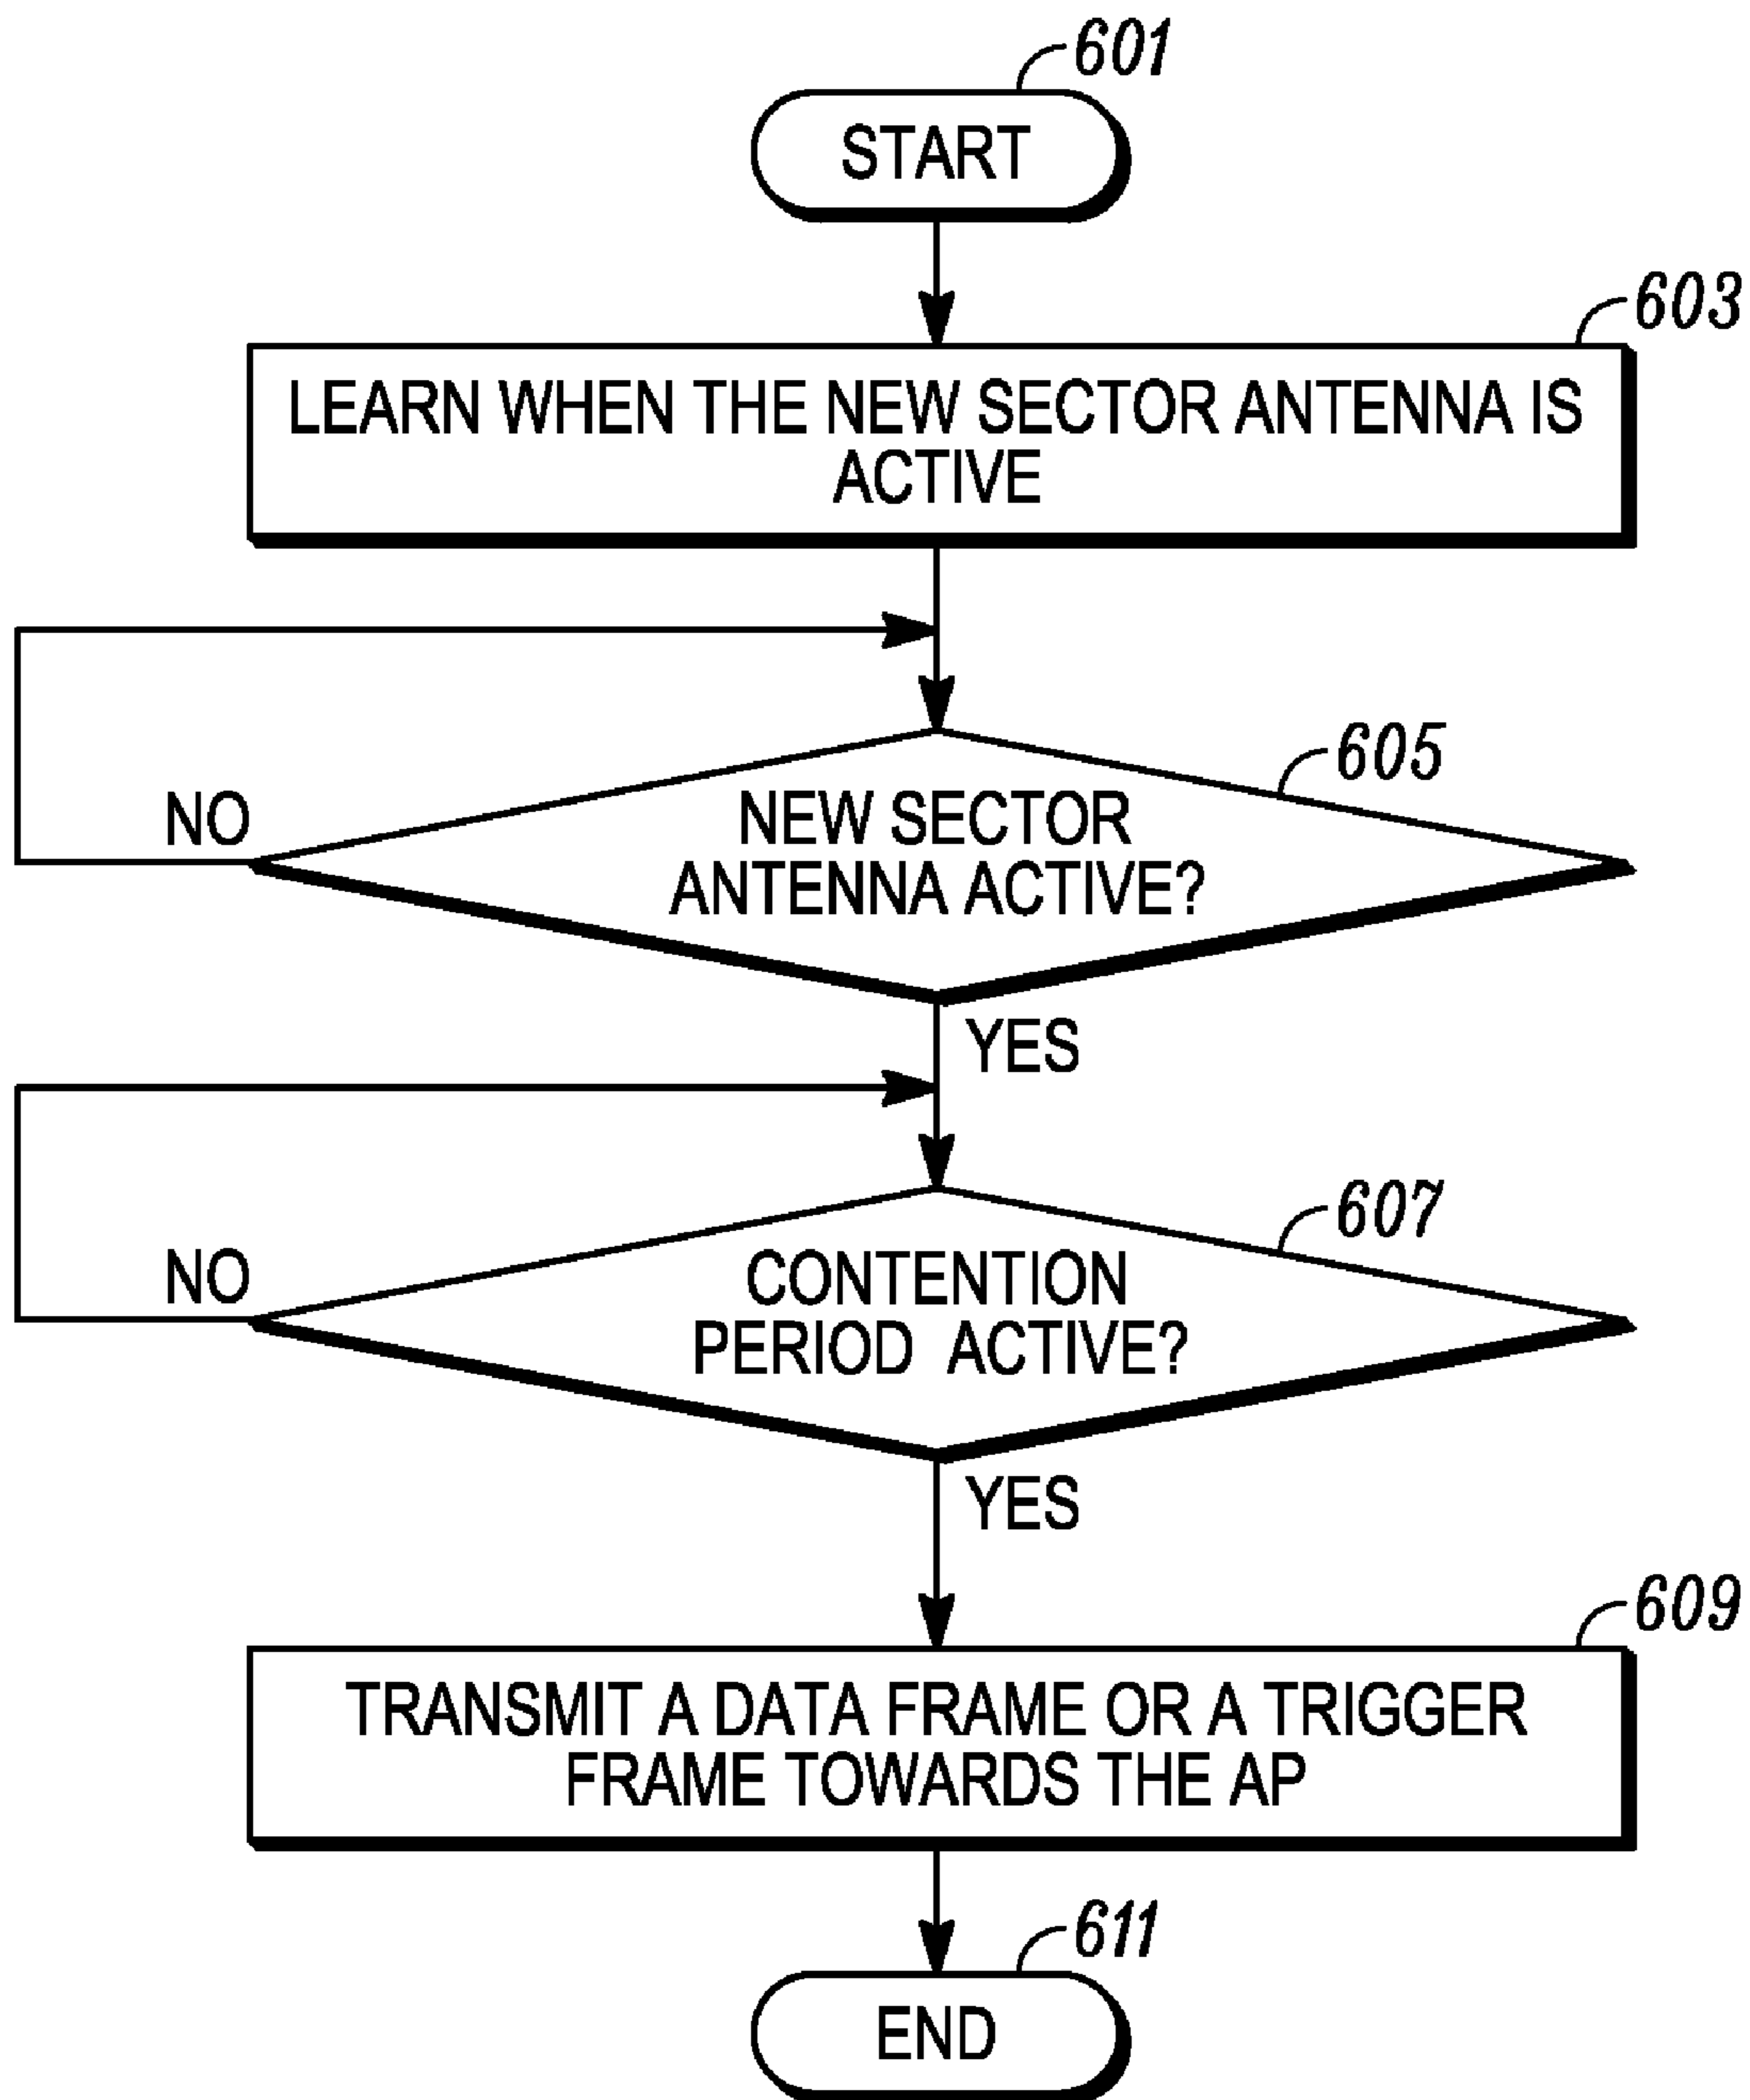 601
START
603
LEARN WHEN THE NEW SECTOR ANTENNA IS
ACTIVE
605
NO
NEW SECTOR
ANTENNA ACTIVE?
YES
607
NO
CONTENTION
PERIOD ACTIVE?
YES
609
TRANSMIT A DATA FRAME OR A TRIGGER
FRAME TOWARDS THE AP
611
END